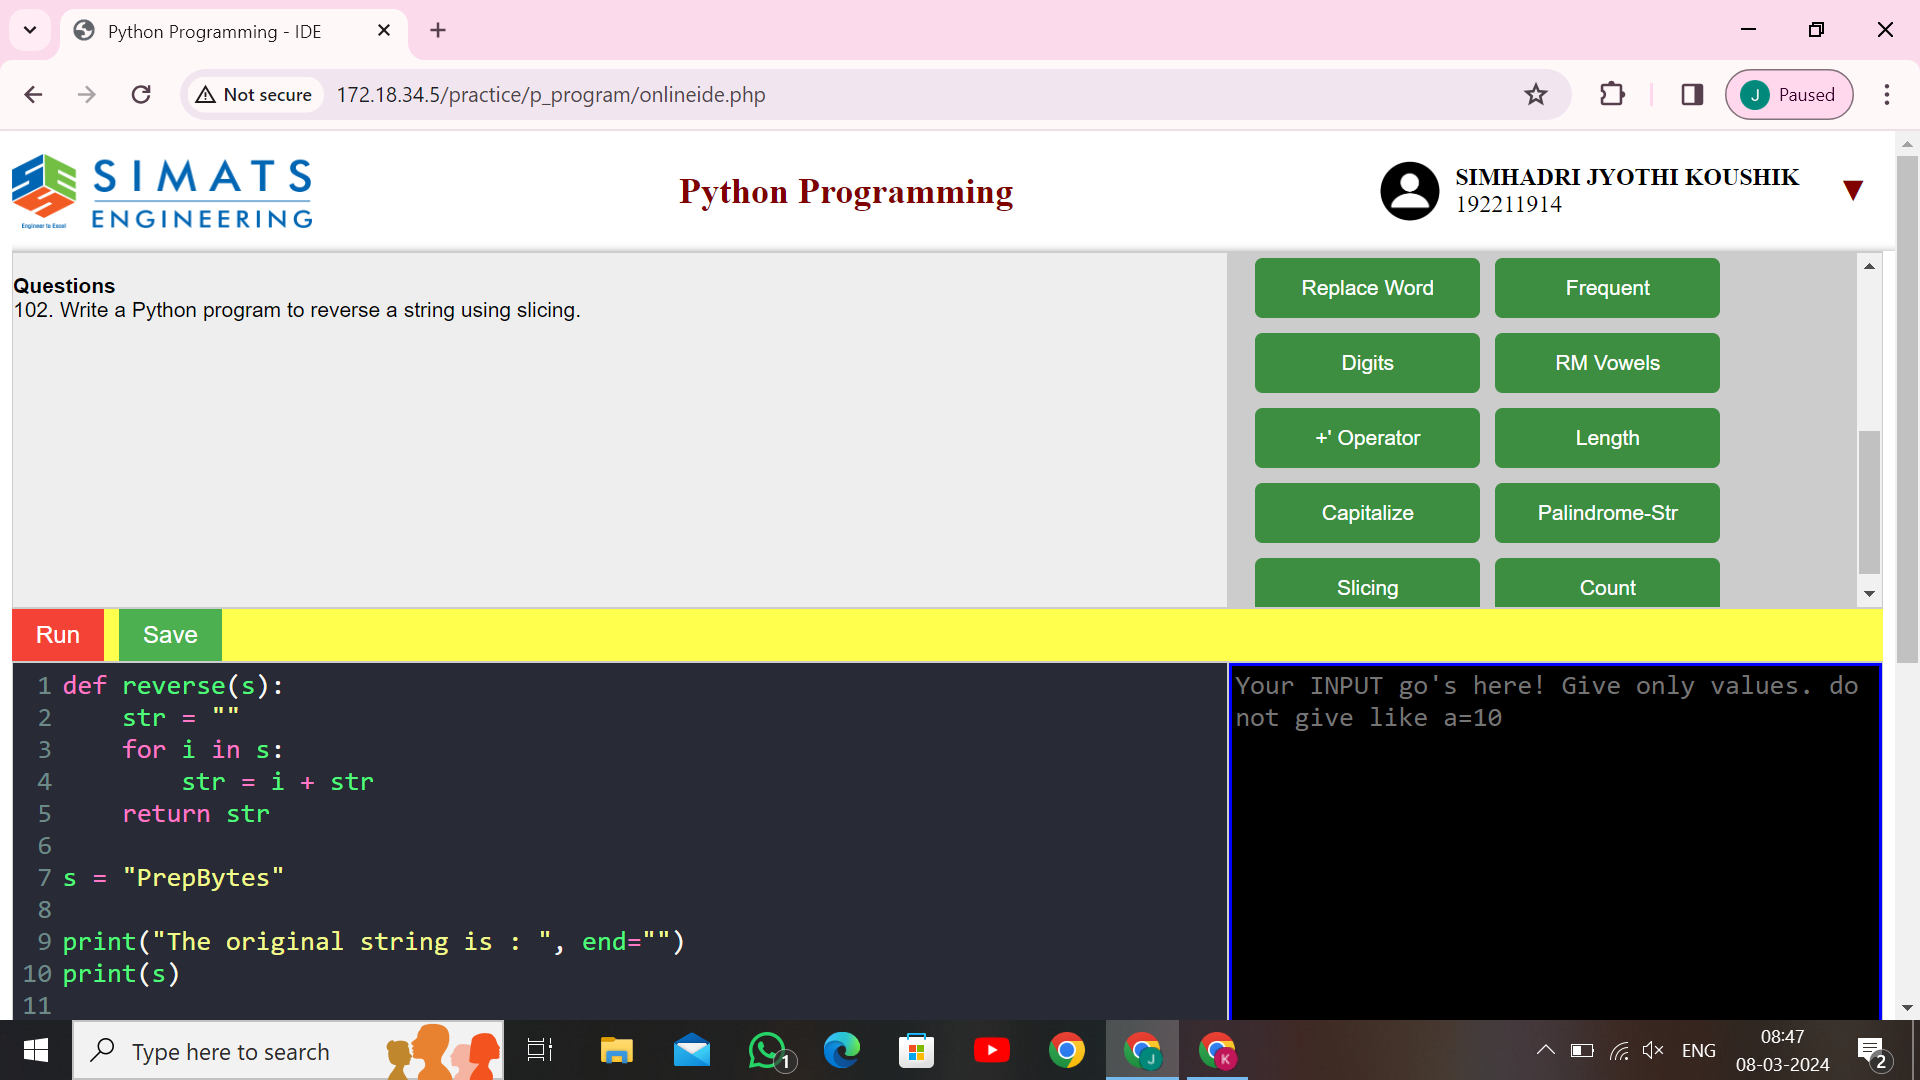 Python Programming - IDE
Not secure
172.18.34.5/practice/p_program/onlineide.php
J
Paused
SIMATS
ENGINEERING
Engineer to Excel
Python Programming
SIMHADRI JYOTHI KOUSHIK
192211914
Questions
102. Write a Python program to reverse a string using slicing.
Replace Word
Frequent
Digits
RM Vowels
+' Operator
Length
Capitalize
Palindrome-Str
Slicing
Count
Run
Save
1 def reverse(s):
2     str = ""
3     for i in s:
4         str = i + str
5     return str
6
7 s = "PrepBytes"
8
9 print("The original string is : ", end="")
10 print(s)
11
Your INPUT go's here! Give only values. do
not give like a=10
Type here to search
1
J
K
ENG
08:47
08-03-2024
2